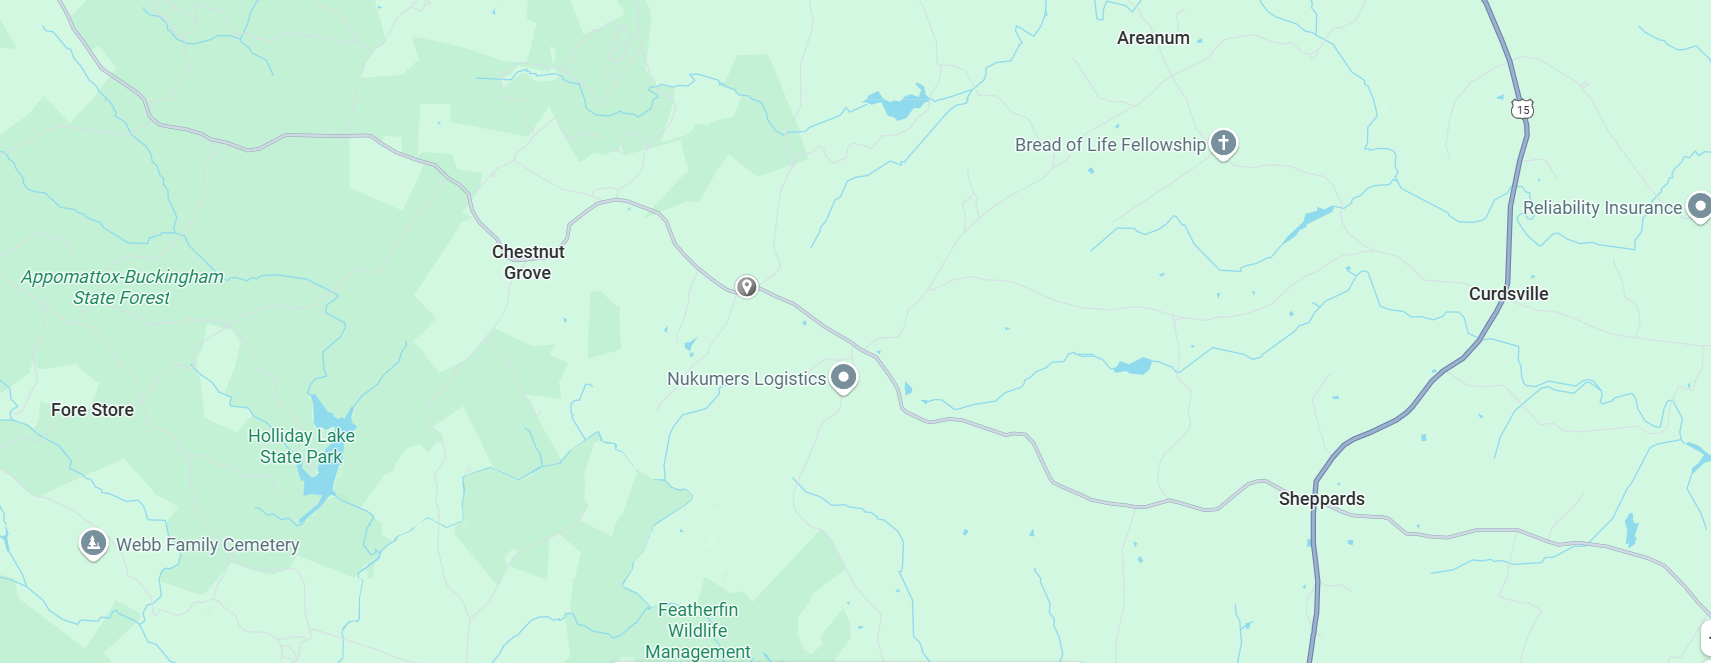 Areanum
15
Bread of Life Fellowship
Reliability Insurance
Chestnut
Grove
Appomattox-Buckingham
State Forest
Curdsville
Nukumers Logistics
Fore Store
Holliday Lake
State Park
Sheppards
Webb Family Cemetery
Featherfin
Wildlife
Management